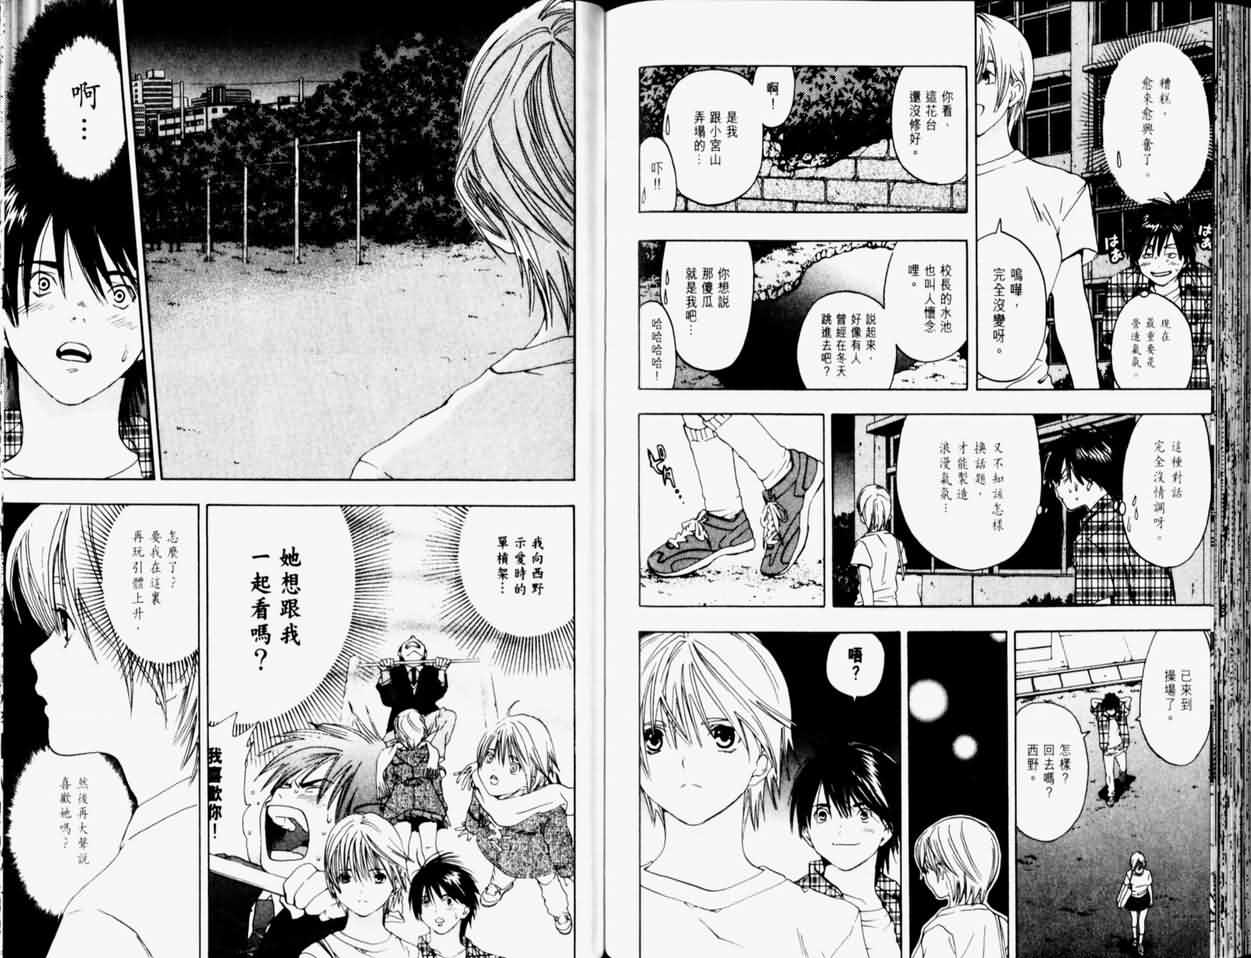 糟糕，
愈來愈興奮了。
はぁ
はぁ
現在
最重要是
營造氣氛。
嗚嘩，
完全沒變呀。
你看，
這花台
還沒修好。
啊！
是我
跟小宮山
弄塌的…
吓!!
校長的水池
也叫人懷念
哩。
說起來，
好像有人
曾經在冬天
跳進去吧？
你想說
那傻瓜
就是我吧…
哈哈哈哈！
這種對話
完全沒情調呀。
又不知該怎樣
換話題，
才能製造
浪漫氣氛…
已來到
操場了。
怎樣？
回去嗎？
西野。
唔？
啊…
我向西野
示愛時的
單槓架…
她想跟我
一起看嗎？
我喜歡你！
怎麼了？
要我在這裏
再玩引體上升，
然後再大聲說
喜歡她嗎？